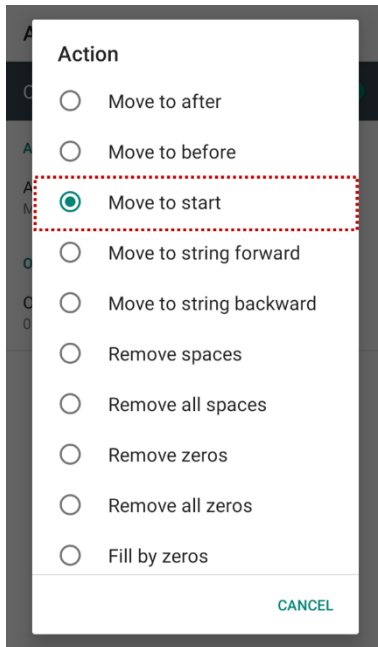 Action
Move to after
Move to before
Move to start
Move to string forward
Move to string backward
Remove spaces
Remove all spaces
Remove zeros
Remove all zeros
Fill by zeros
CANCEL